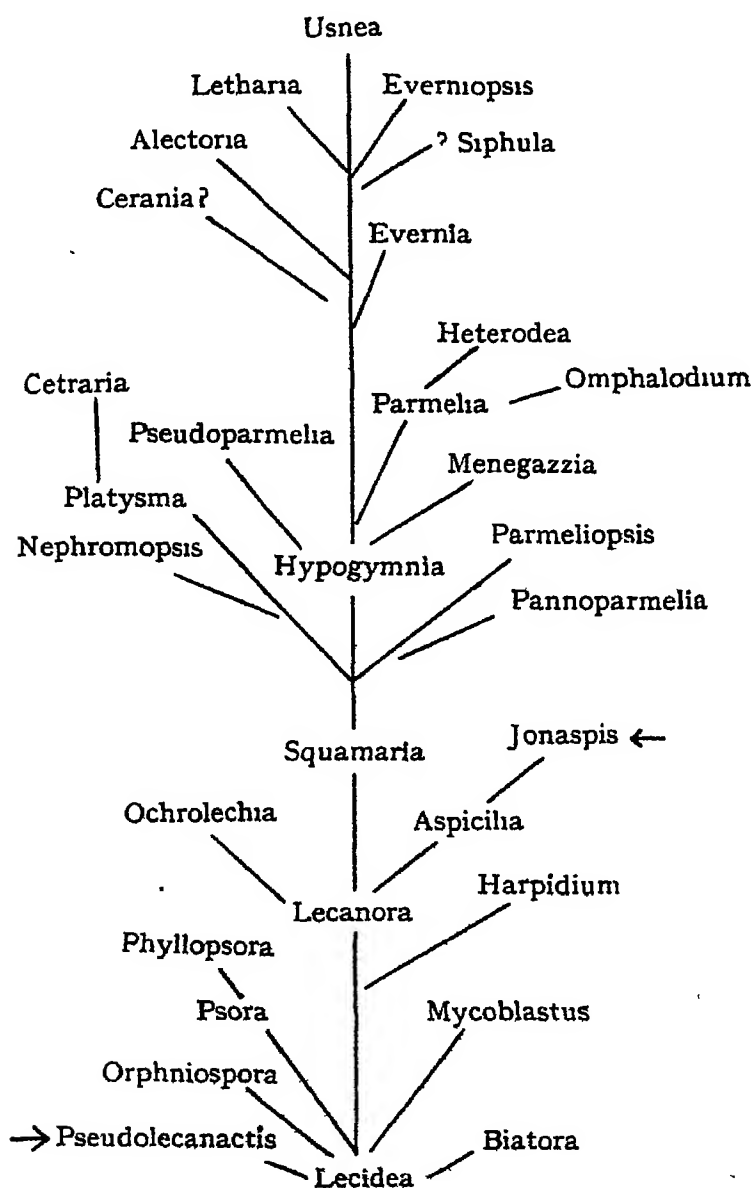 Usnea
Letharia Everniopsis
Alectoria ? Siphula
Cerania?
Evernia
Heterodea
Cetraria Omphalodium
Parmelia
Pseudoparmelia
Menegazzia
Platysma
Nephromopsis Parmeliopsis
Hypogymnia
Pannoparmelia
Jonaspis ←
Squamaria
Ochrolechia Aspicilia
Harpidium
Lecanora
Phyllopsora
Psora Mycoblastus
Orphniospora
→ Pseudolecanactis Biatora
Lecidea